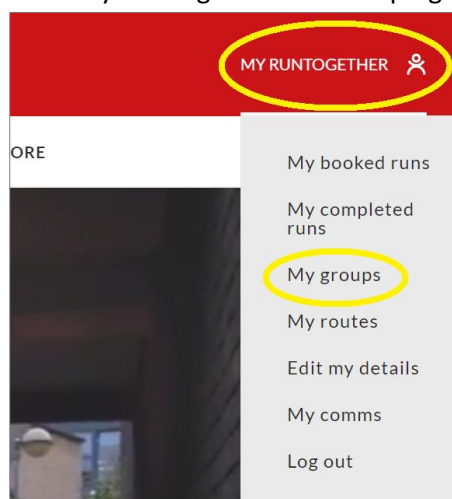 MY RUNTOGETHER
ORE
My booked runs
My completed
runs
My groups
My routes
Edit my details
My comms
Log out